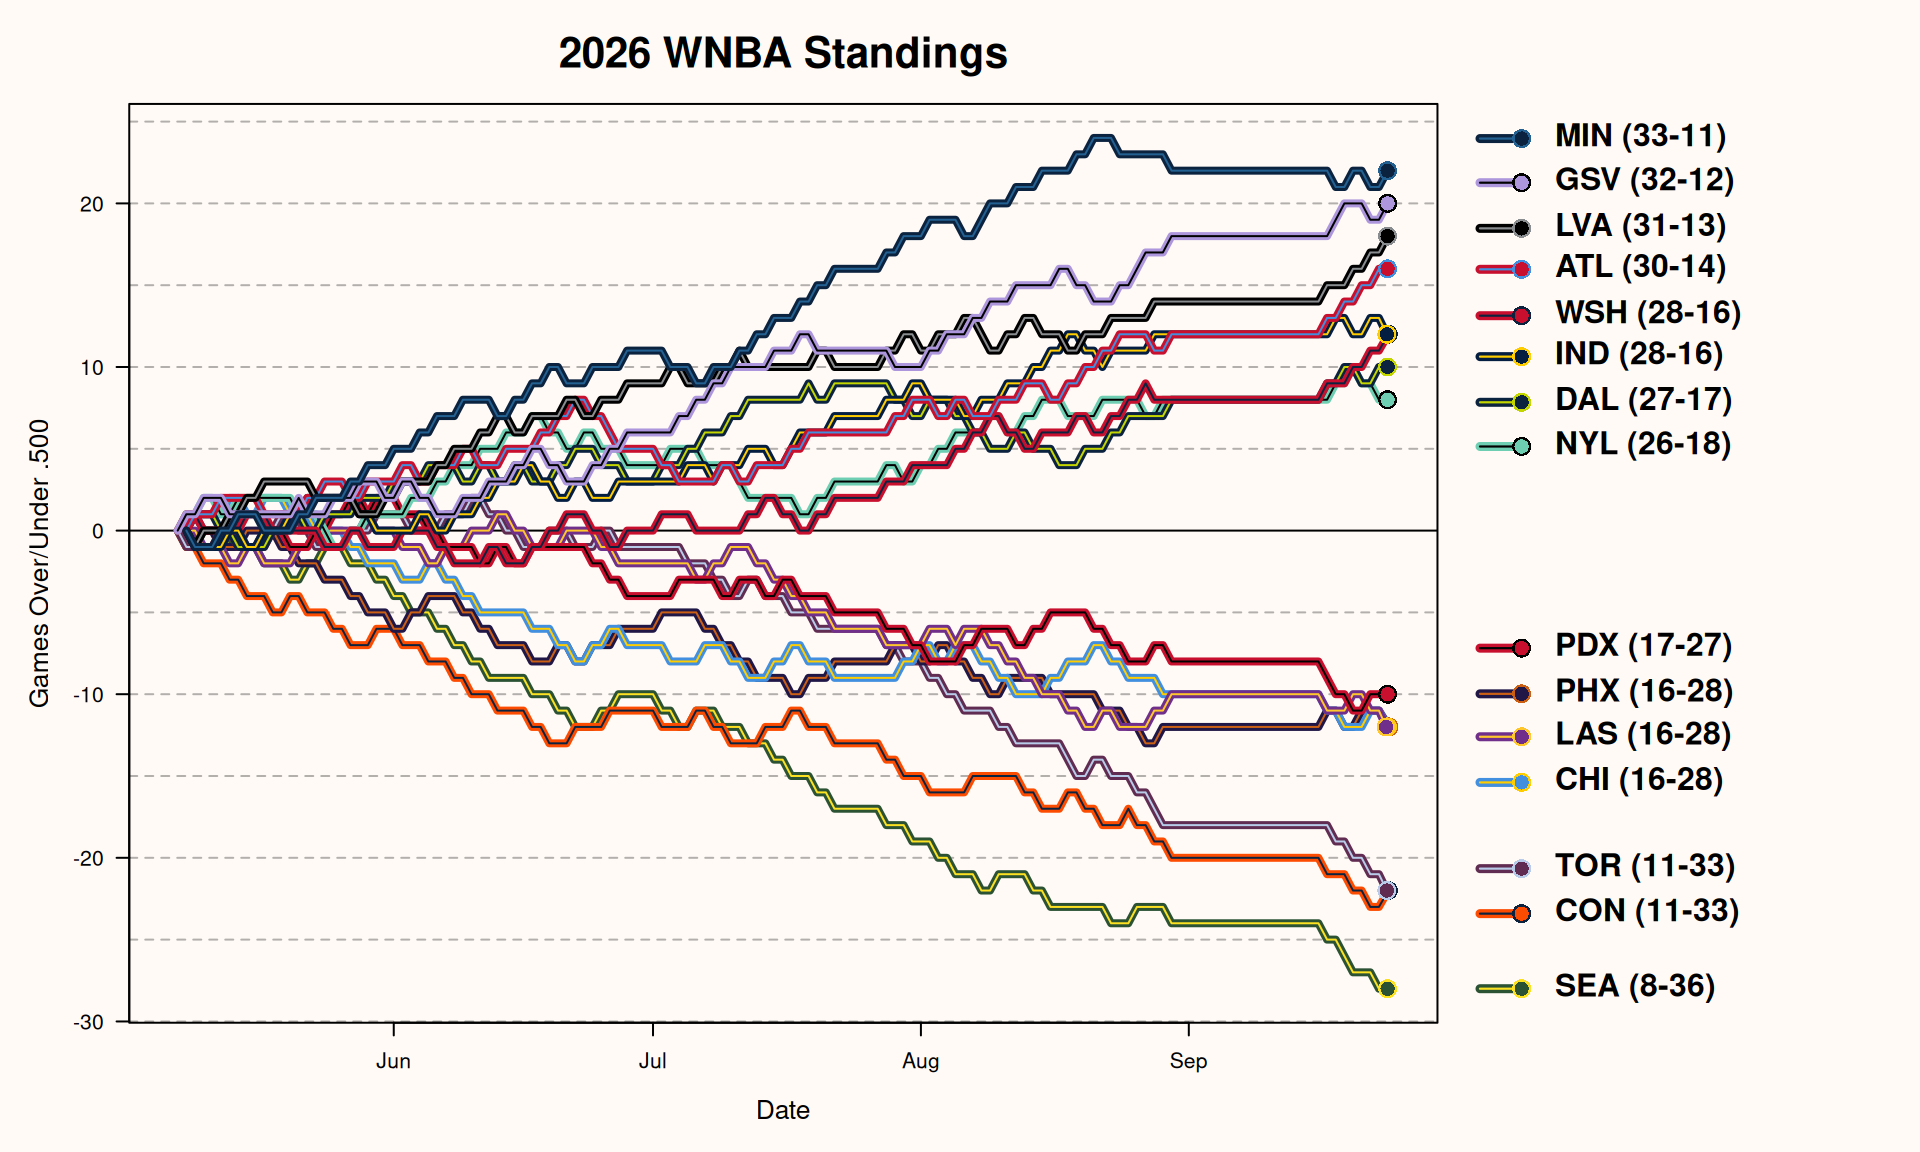 2026 WNBA Standings
MIN (33-11)
GSV (32-12)
LVA (31-13)
ATL (30-14)
WSH (28-16)
IND (28-16)
DAL (27-17)
NYL (26-18)
PDX (17-27)
PHX (16-28)
LAS (16-28)
CHI (16-28)
TOR (11-33)
CON (11-33)
SEA (8-36)
Games Over/Under .500
20
10
0
-10
-20
-30
Jun Jul Aug Sep
Date